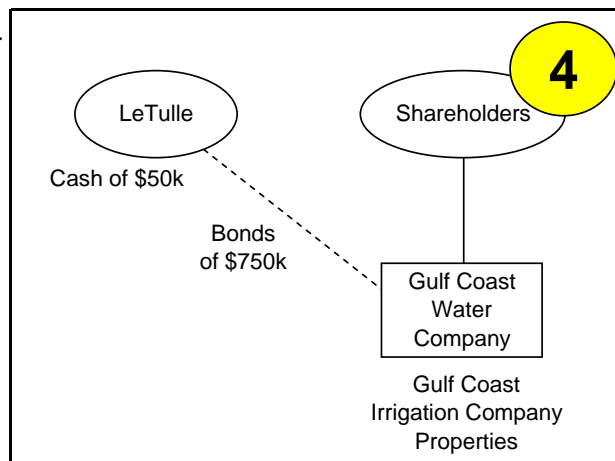 4
LeTulle
Shareholders
Cash of $50k
Bonds
of $750k
Gulf Coast
Water
Company
Gulf Coast
Irrigation Company
Properties